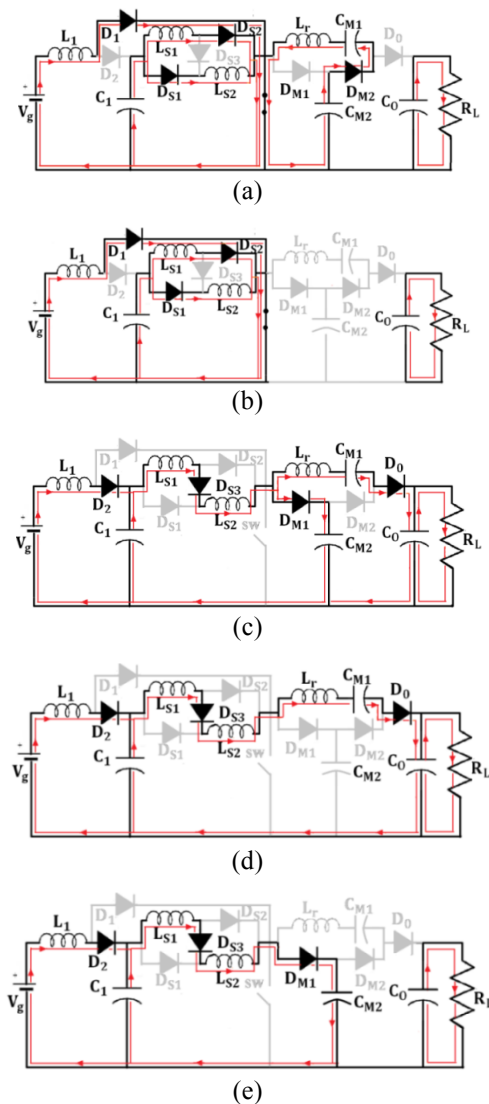 L1 D1 D2 LS1 DS2 DS3 DS1 LS2 C1 Vg Lr CM1 D0 DM1 DM2 CM2 CO RL
(a)
L1 D1 D2 LS1 DS2 DS3 DS1 LS2 C1 Vg Lr CM1 D0 DM1 DM2 CM2 CO RL
(b)
L1 D1 D2 LS1 DS2 DS3 DS1 LS2 SW C1 Vg Lr CM1 D0 DM1 DM2 CM2 CO RL
(c)
L1 D1 D2 LS1 DS2 DS3 DS1 LS2 SW C1 Vg Lr CM1 D0 DM1 DM2 CM2 CO RL
(d)
L1 D1 D2 LS1 DS2 DS3 DS1 LS2 SW C1 Vg Lr CM1 D0 DM1 DM2 CM2 CO RL
(e)